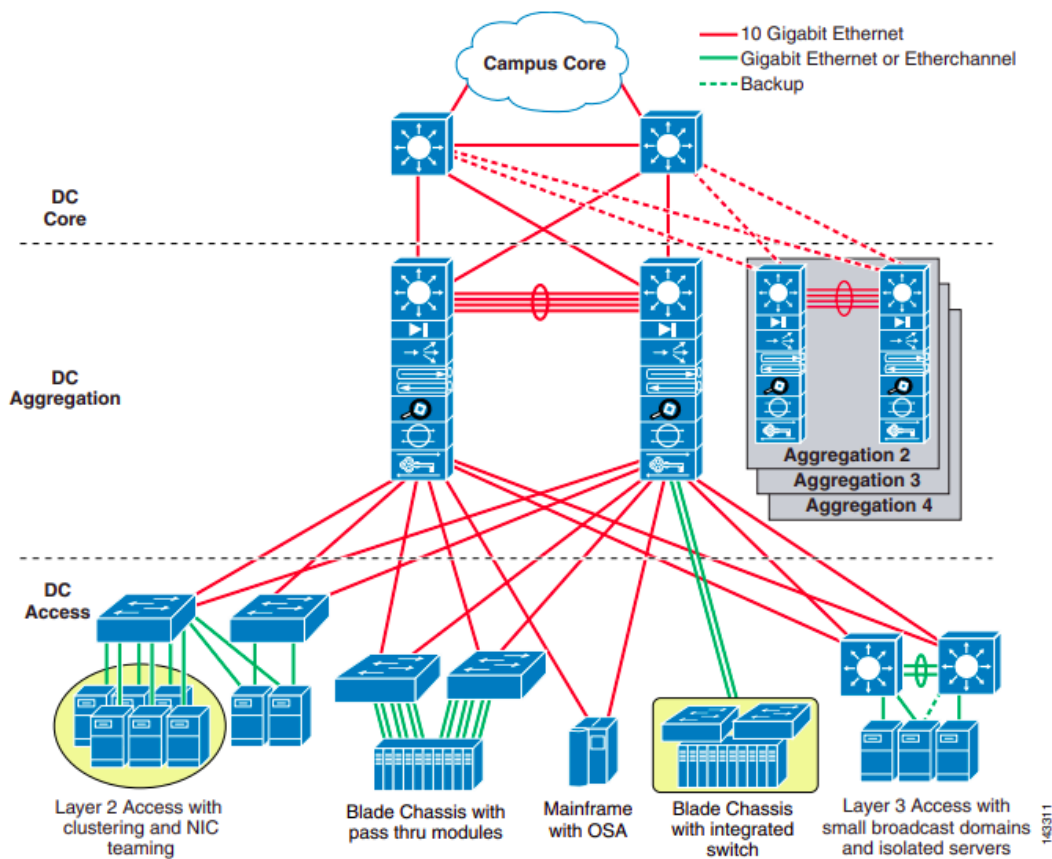 Campus Core
10 Gigabit Ethernet
Gigabit Ethernet or Etherchannel
Backup
DC
Core
DC
Aggregation
Aggregation 2
Aggregation 3
Aggregation 4
DC
Access
Layer 2 Access with
clustering and NIC
teaming
Blade Chassis with
pass thru modules
Mainframe
with OSA
Blade Chassis
with integrated
switch
Layer 3 Access with
small broadcast domains
and isolated servers
143311